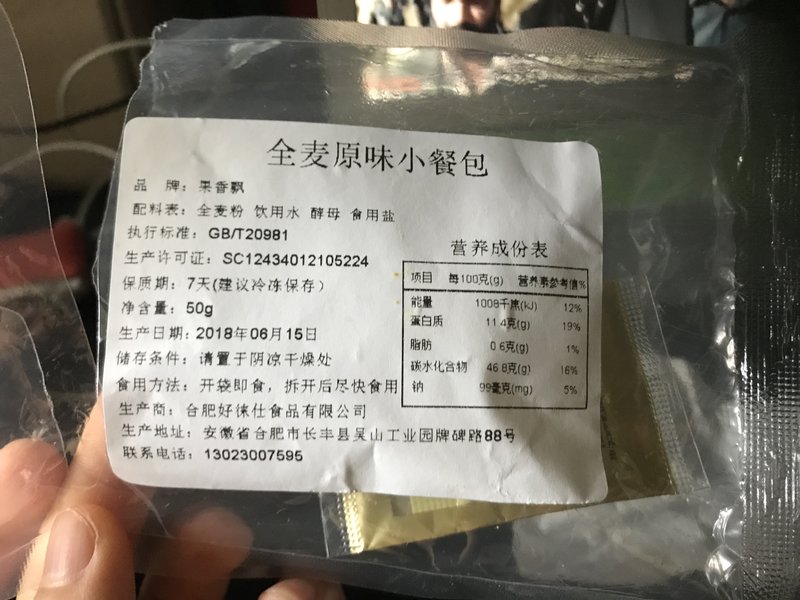 全麦原味小餐包
品 牌：果香飘
配料表：全麦粉 饮用水 酵母 食用盐
执行标准：GB/T20981
生产许可证：SC12434012105224
保质期：7天(建议冷冻保存）
净含量：50g
生产日期：2018年06月15日
储存条件：请置于阴凉干燥处
食用方法：开袋即食，拆开后尽快食用
生产商：合肥好徕仕食品有限公司
生产地址：安徽省合肥市长丰县吴山工业园牌碑路88号
联系电话：13023007595
营养成份表
项目 每100克(g) 营养素参考值%
能量 1008千焦(kJ) 12%
蛋白质 11.4克(g) 19%
脂肪 0.6克(g) 1%
碳水化合物 46.8克(g) 16%
钠 99毫克(mg) 5%